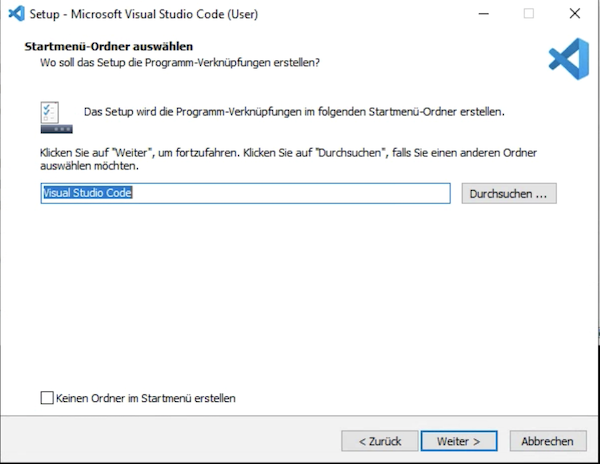 Setup - Microsoft Visual Studio Code (User)
Startmenü-Ordner auswählen
Wo soll das Setup die Programm-Verknüpfungen erstellen?
Das Setup wird die Programm-Verknüpfungen im folgenden Startmenü-Ordner erstellen.
Klicken Sie auf "Weiter", um fortzufahren. Klicken Sie auf "Durchsuchen", falls Sie einen anderen Ordner
auswählen möchten.
Visual Studio Code
Durchsuchen ...
Keinen Ordner im Startmenü erstellen
< Zurück
Weiter >
Abbrechen